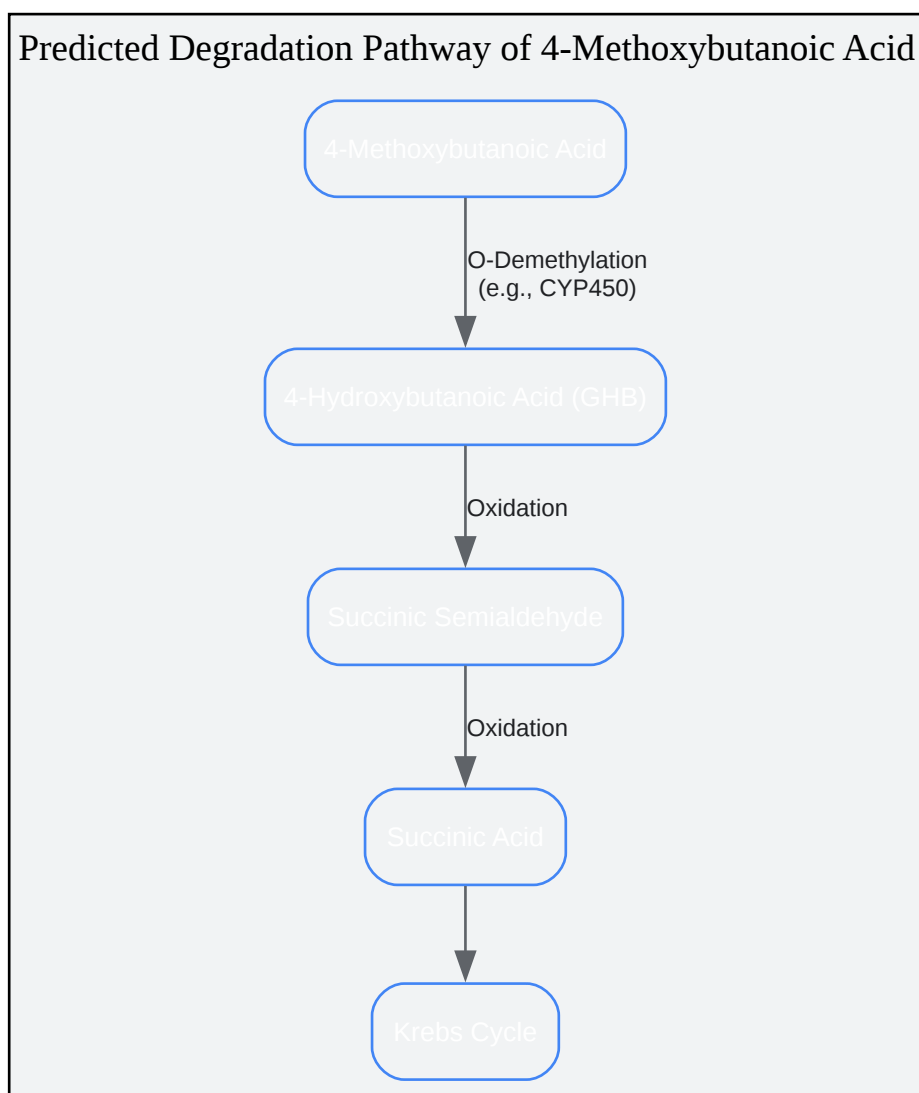 Predicted Degradation Pathway of 4-Methoxybutanoic Acid
4-Methoxybutanoic Acid
O-Demethylation
(e.g., CYP450)
4-Hydroxybutanoic Acid (GHB)
Oxidation
Succinic Semialdehyde
Oxidation
Succinic Acid
Krebs Cycle